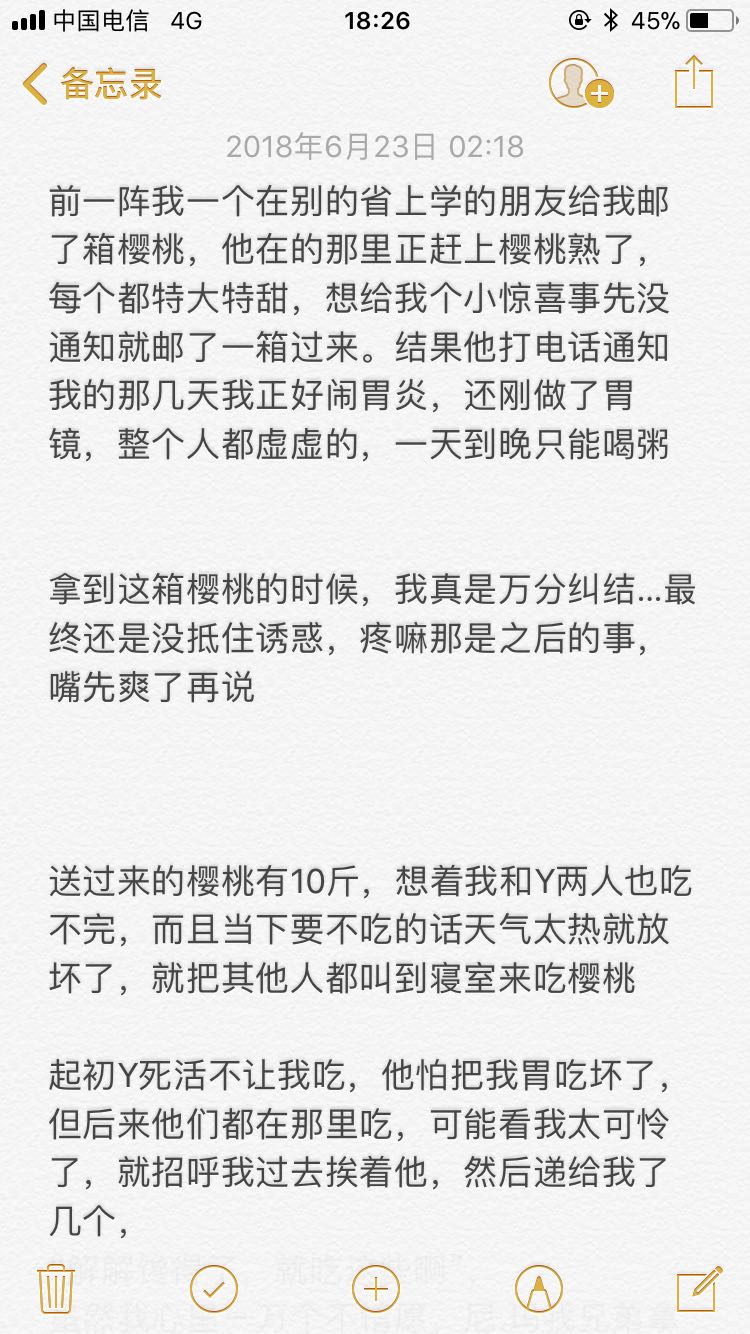 中国电信 4G 18:26 45%
备忘录
2018年6月23日 02:18
前一阵我一个在别的省上学的朋友给我邮
了箱樱桃，他在的那里正赶上樱桃熟了，
每个都特大特甜，想给我个小惊喜事先没
通知就邮了一箱过来。结果他打电话通知
我的那几天我正好闹胃炎，还刚做了胃
镜，整个人都虚虚的，一天到晚只能喝粥
拿到这箱樱桃的时候，我真是万分纠结...最
终还是没抵住诱惑，疼嘛那是之后的事，
嘴先爽了再说
送过来的樱桃有10斤，想着我和Y两人也吃
不完，而且当下要不吃的话天气太热就放
坏了，就把其他人都叫到寝室来吃樱桃
起初Y死活不让我吃，他怕把我胃吃坏了，
但后来他们都在那里吃，可能看我太可怜
了，就招呼我过去挨着他，然后递给我了
几个，